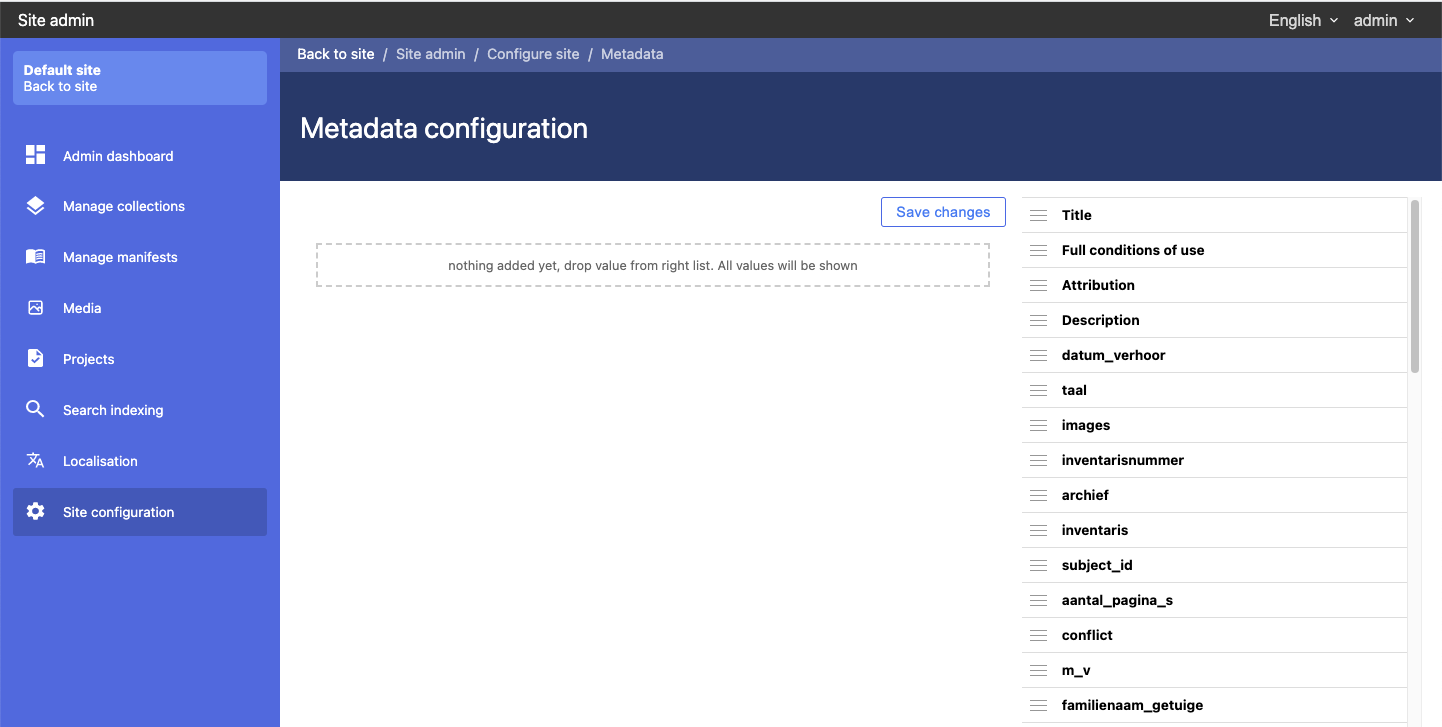 Site admin
English
admin
Default site
Back to site
Admin dashboard
Manage collections
Manage manifests
Media
Projects
Search indexing
Localisation
Site configuration
Back to site / Site admin / Configure site / Metadata
Metadata configuration
Save changes
nothing added yet, drop value from right list. All values will be shown
Title
Full conditions of use
Attribution
Description
datum_verhoor
taal
images
inventarisnummer
archief
inventaris
subject_id
aantal_pagina_s
conflict
m_v
familienaam_getuige